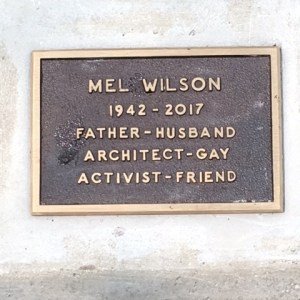 MEL WILSON
1942-2017
FATHER-HUSBAND
ARCHITECT-GAY
ACTIVIST-FRIEND